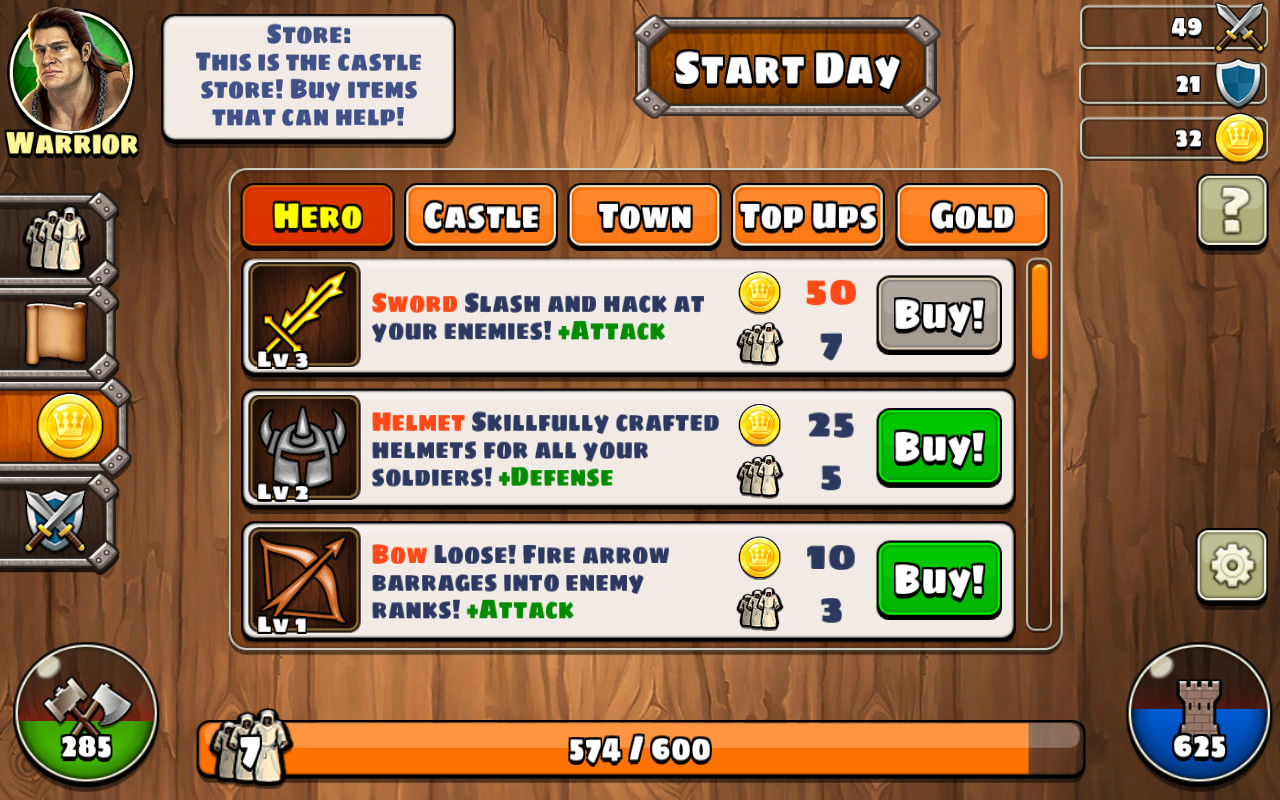 WARRIOR
STORE:
THIS IS THE CASTLE
STORE! BUY ITEMS
THAT CAN HELP!
START DAY
49
21
32
?
HERO
CASTLE
TOWN
TOP UPS
GOLD
SWORD SLASH AND HACK AT
YOUR ENEMIES! +ATTACK
LV 3
50
7
BUY!
HELMET SKILLFULLY CRAFTED
HELMETS FOR ALL YOUR
SOLDIERS! +DEFENSE
LV 2
25
5
BUY!
BOW LOOSE! FIRE ARROW
BARRAGES INTO ENEMY
RANKS! +ATTACK
LV 1
10
3
BUY!
285
7
574 / 600
625